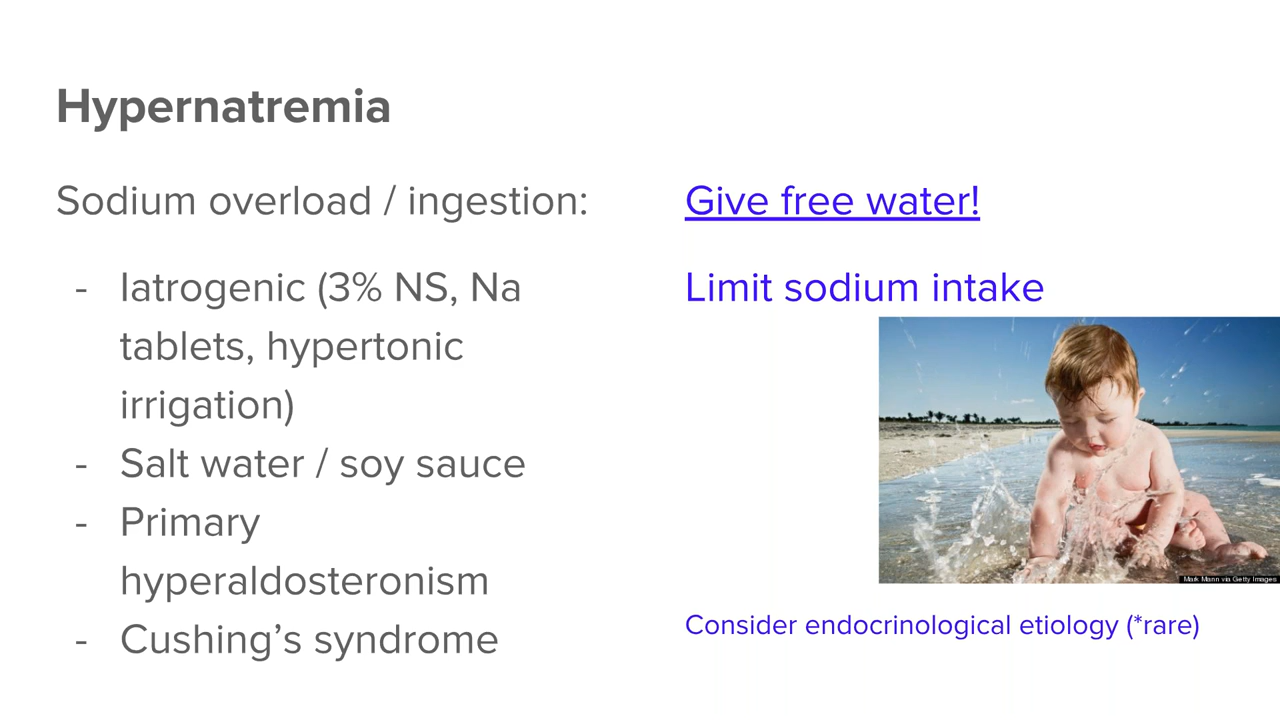 Hypernatremia
Sodium overload / ingestion:
- Iatrogenic (3% NS, Na
tablets, hypertonic
irrigation)
- Salt water / soy sauce
- Primary
hyperaldosteronism
- Cushing’s syndrome
Give free water!
Limit sodium intake
Mark Mann via Getty Images
Consider endocrinological etiology (*rare)